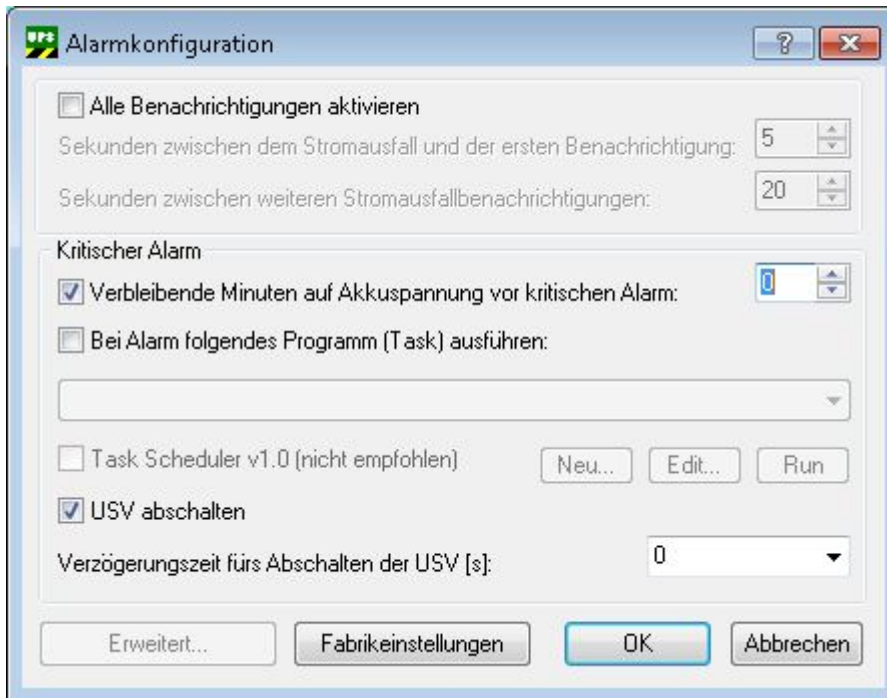 UPS
Alarmkonfiguration
Alle Benachrichtigungen aktivieren
Sekunden zwischen dem Stromausfall und der ersten Benachrichtigung: 5
Sekunden zwischen weiteren Stromausfallbenachrichtigungen: 20
Kritischer Alarm
Verbleibende Minuten auf Akkuspannung vor kritischen Alarm: 0
Bei Alarm folgendes Programm (Task) ausführen:
Task Scheduler v1.0 (nicht empfohlen) Neu... Edit... Run
USV abschalten
Verzögerungszeit fürs Abschalten der USV [s]: 0
Erweitert... Fabrikeinstellungen OK Abbrechen